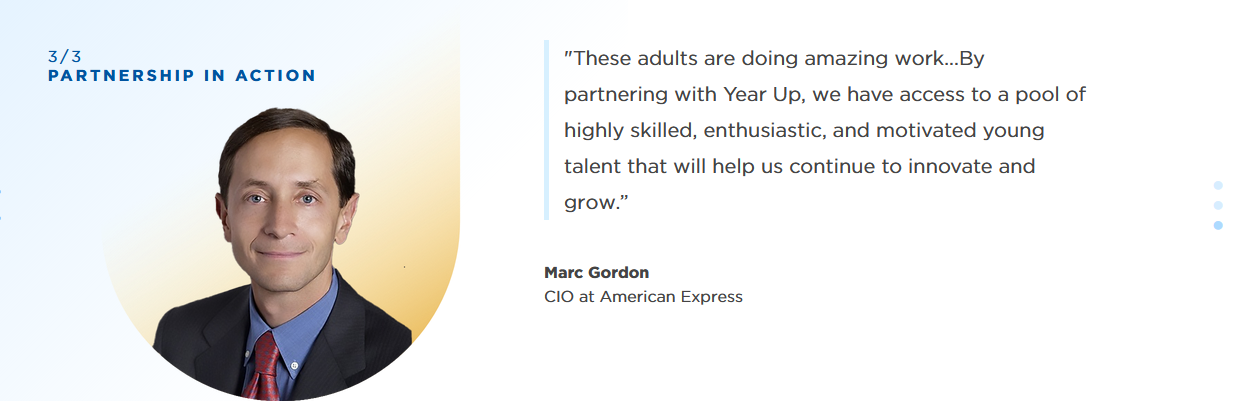 3/3
PARTNERSHIP IN ACTION
"These adults are doing amazing work...By
partnering with Year Up, we have access to a pool of
highly skilled, enthusiastic, and motivated young
talent that will help us continue to innovate and
grow.”
Marc Gordon
CIO at American Express